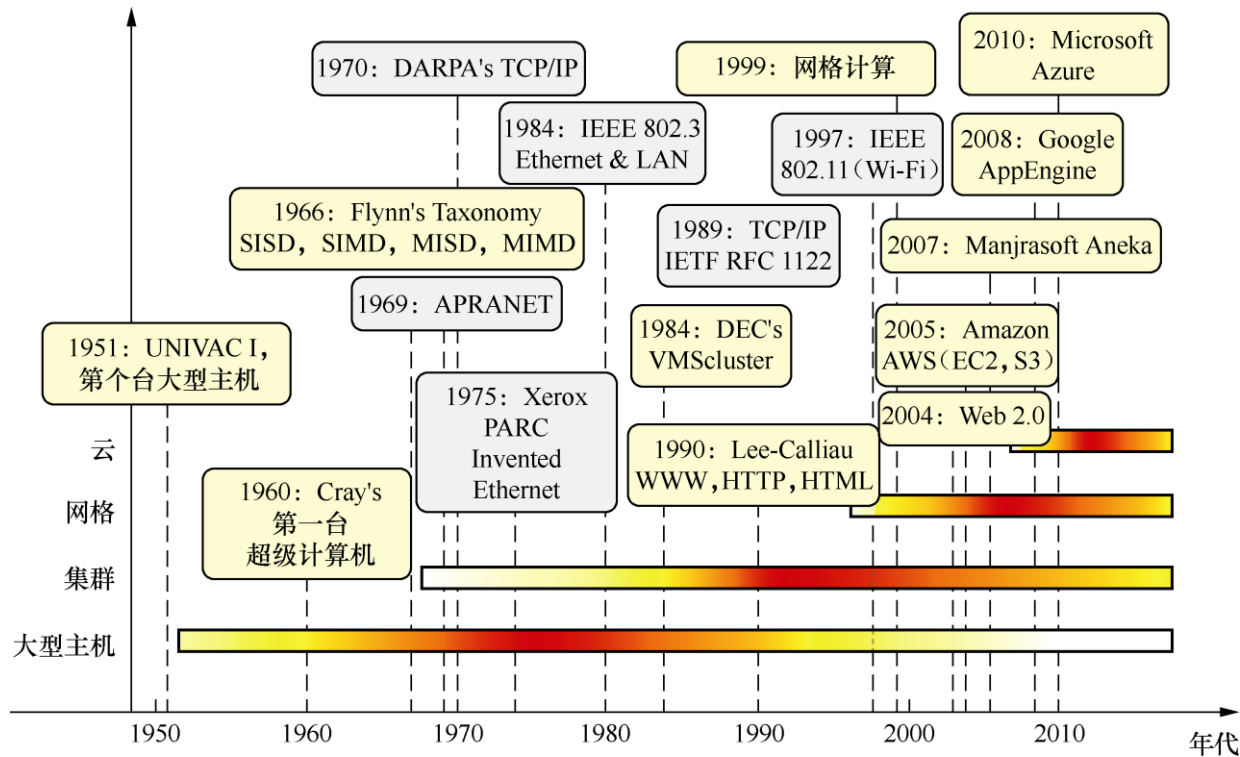 1970：DARPA's TCP/IP
1999：网格计算
2010：Microsoft
Azure
1984：IEEE 802.3
Ethernet & LAN
1997：IEEE
802.11（Wi-Fi）
2008：Google
AppEngine
1966：Flynn's Taxonomy
SISD，SIMD，MISD，MIMD
1989：TCP/IP
IETF RFC 1122
2007：Manjrasoft Aneka
1969：APRANET
1951：UNIVAC I，
第个台大型主机
1984：DEC's
VMScluster
2005：Amazon
AWS（EC2，S3）
1975：Xerox
PARC
Invented
Ethernet
2004：Web 2.0
1990：Lee-Calliau
WWW，HTTP，HTML
1960：Cray's
第一台
超级计算机
云
网格
集群
大型主机
1950
1960
1970
1980
1990
2000
2010
年代